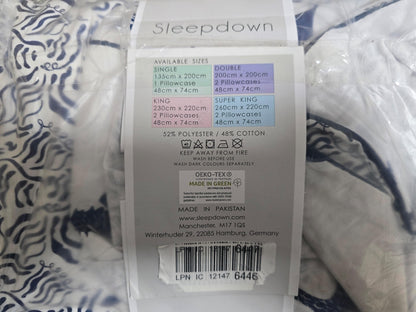 Sleepdown
AVAILABLE SIZES
SINGLE
135cm x 200cm
1 Pillowcase
48cm x 74cm
DOUBLE
200cm x 200cm
2 Pillowcases
48cm x 74cm
KING
230cm x 220cm
2 Pillowcases
48cm x 74cm
SUPER KING
260cm x 220cm
2 Pillowcases
48cm x 74cm
52% POLYESTER / 48% COTTON
KEEP AWAY FROM FIRE
WASH BEFORE USE
WASH DARK COLOURS SEPARATELY
OEKO-TEX®
MADE IN GREEN
MADE IN PAKISTAN
www.sleepdown.com
Manchester, M17 1QS
Winterhuder 29, 22085 Hamburg, Germany
LPN IC 12147 6446